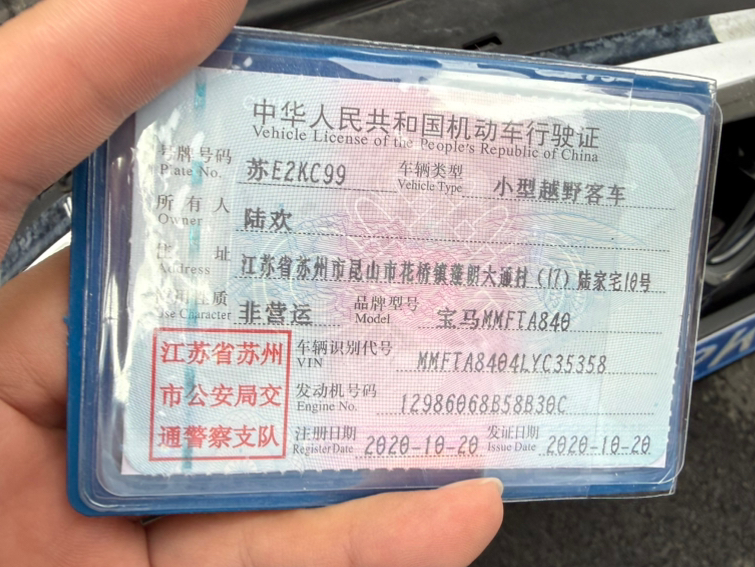 中华人民共和国机动车行驶证
Vehicle License of the People's Republic of China
号牌号码 苏E2KC99 车辆类型 小型越野客车
Plate No. Vehicle Type
所有人 陆欢
Owner
住址 江苏省苏州市昆山市花桥镇蓬朗大通村(17)陆家宅10号
Address
使用性质 非营运 品牌型号 宝马MMFTA840
Use Character Model
江苏省苏州 车辆识别代号 MMFTA8404LYC35358
VIN
市公安局交 发动机号码 12986068B58B30C
Engine No.
通警察支队 注册日期 2020-10-20 发证日期 2020-10-20
Register Date Issue Date